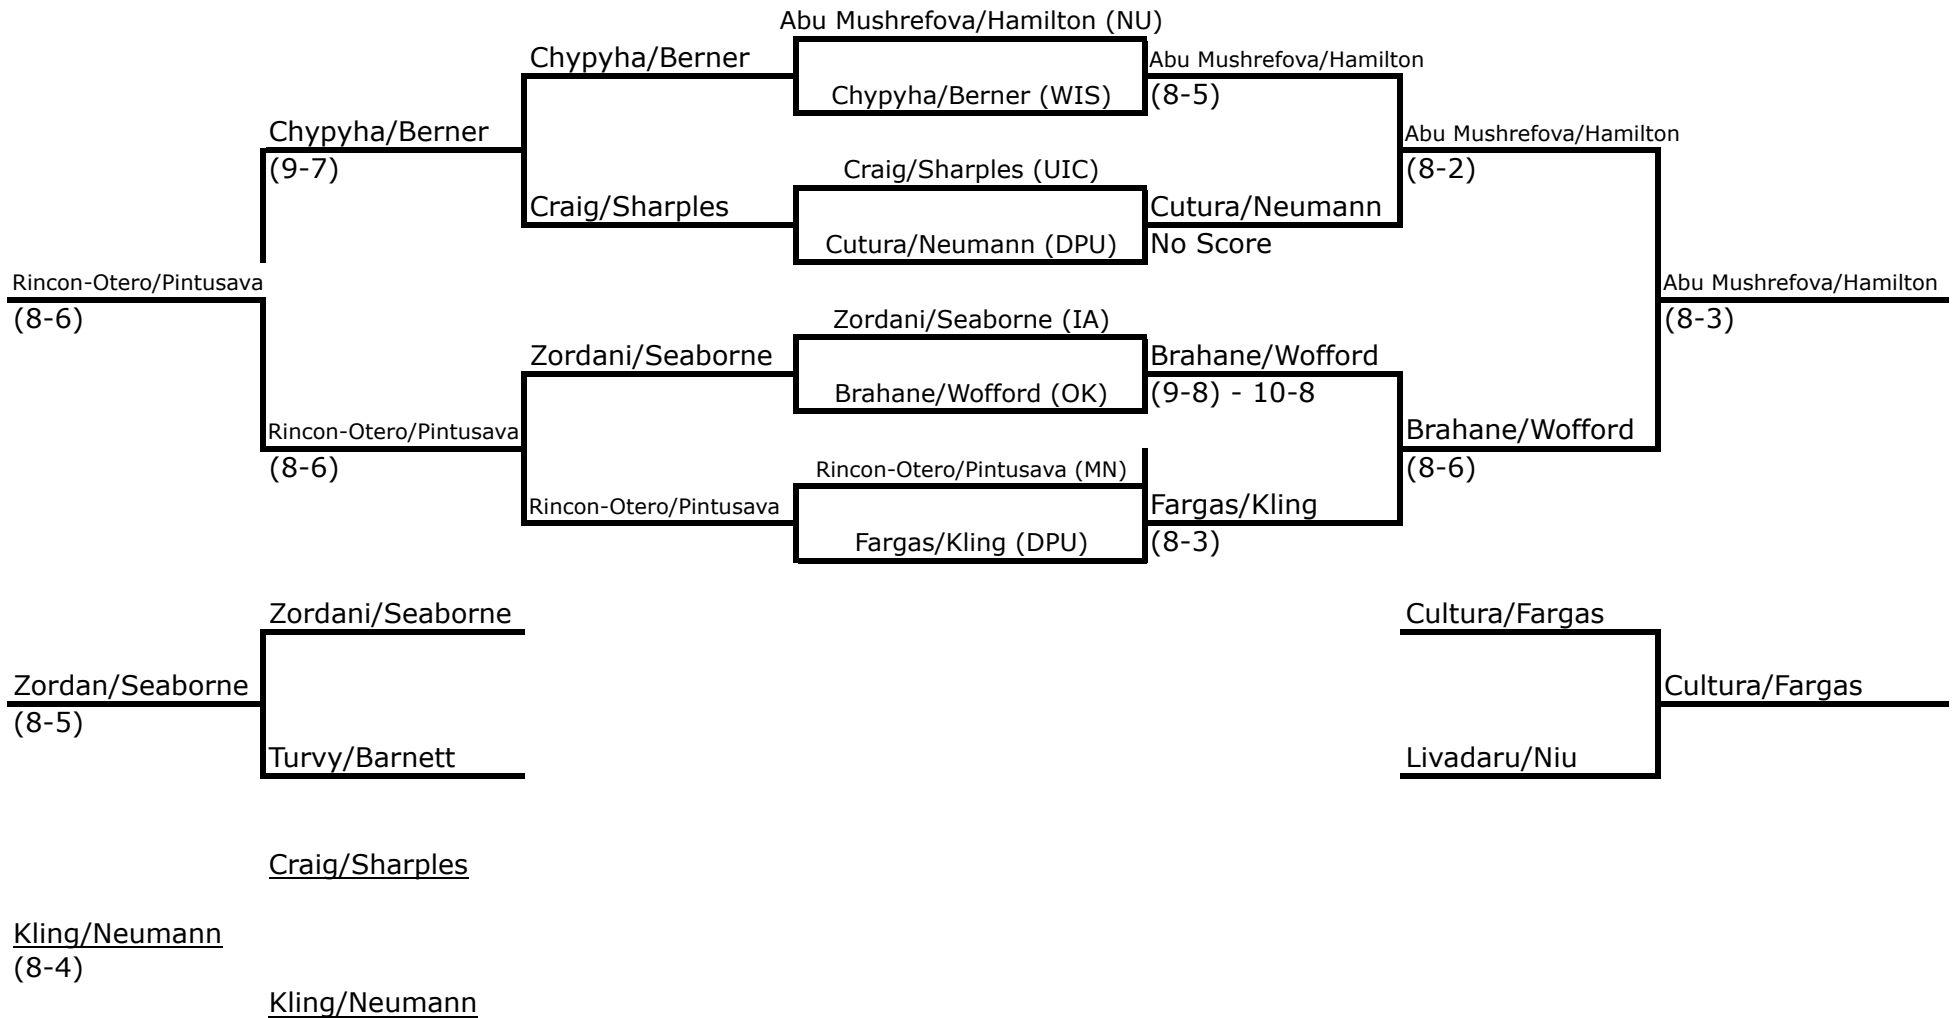 Abu Mushrefova/Hamilton (NU)
Chypyha/Berner
Abu Mushrefova/Hamilton
Chypyha/Berner (WIS)
(8-5)
Chypyha/Berner
Abu Mushrefova/Hamilton
(9-7)
Craig/Sharples (UIC)
(8-2)
Craig/Sharples
Cutura/Neumann
Cutura/Neumann (DPU)
No Score
Rincon-Otero/Pintusava
Abu Mushrefova/Hamilton
(8-6)
Zordani/Seaborne (IA)
(8-3)
Zordani/Seaborne
Brahane/Wofford
Brahane/Wofford (OK)
(9-8) - 10-8
Rincon-Otero/Pintusava
Brahane/Wofford
(8-6)
Rincon-Otero/Pintusava (MN)
(8-6)
Rincon-Otero/Pintusava
Fargas/Kling
Fargas/Kling (DPU)
(8-3)
Zordani/Seaborne
Cultura/Fargas
Zordan/Seaborne
Cultura/Fargas
(8-5)
Turvy/Barnett
Livadaru/Niu
Craig/Sharples
Kling/Neumann
(8-4)
Kling/Neumann